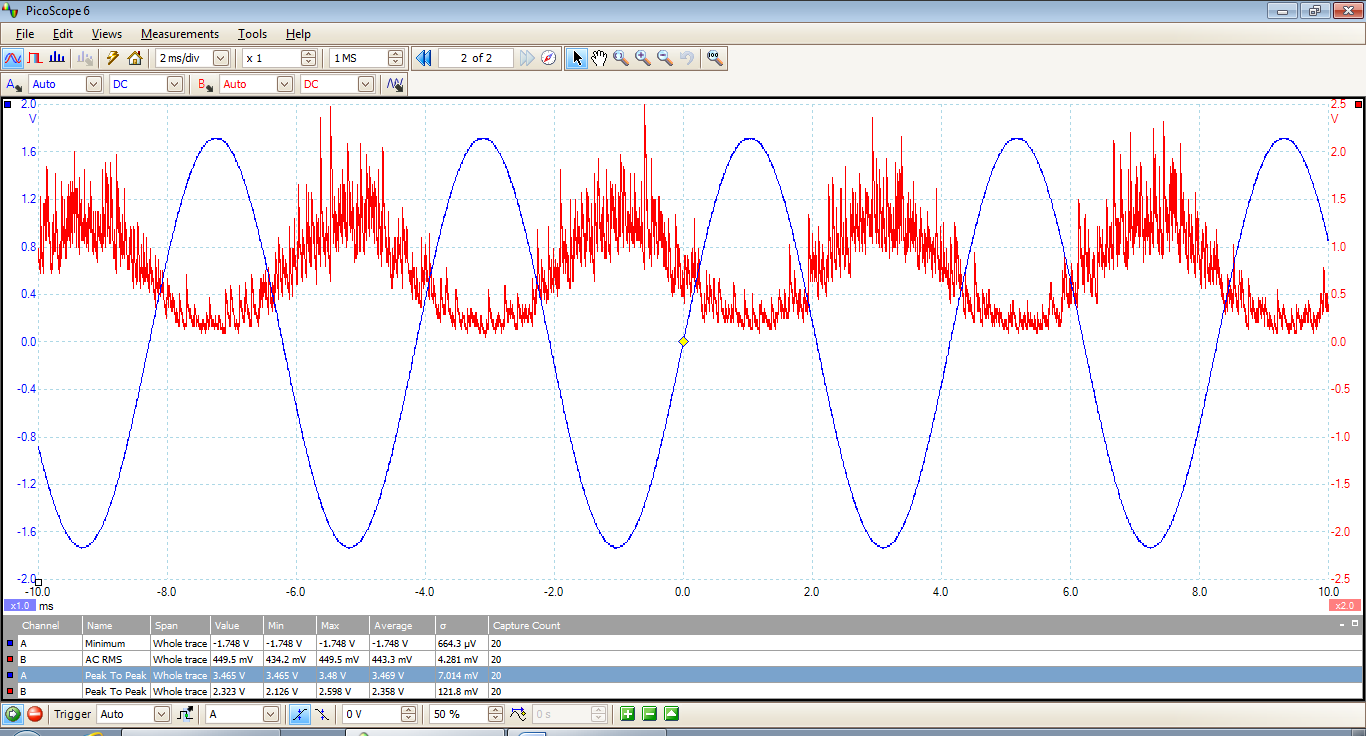 PicoScope 6
File Edit Views Measurements Tools Help
2 ms/div x 1 1 MS 2 of 2
A Auto DC B Auto DC
2.0 2.5
V V
1.6 2.0
1.2 1.5
0.8 1.0
0.4 0.5
0.0 0.0
-0.4 -0.5
-0.8 -1.0
-1.2 -1.5
-1.6 -2.0
-2.0 -2.5
-10.0 -8.0 -6.0 -4.0 -2.0 0.0 2.0 4.0 6.0 8.0 10.0
x1.0 ms x2.0
Channel Name Span Value Min Max Average σ Capture Count
A Minimum Whole trace -1.748 V -1.748 V -1.748 V -1.748 V 664.3 µV 20
B AC RMS Whole trace 449.5 mV 434.2 mV 449.5 mV 443.3 mV 4.281 mV 20
A Peak To Peak Whole trace 3.465 V 3.465 V 3.48 V 3.469 V 7.014 mV 20
B Peak To Peak Whole trace 2.323 V 2.126 V 2.598 V 2.358 V 121.8 mV 20
Trigger Auto A 0 V 50 % 0 s